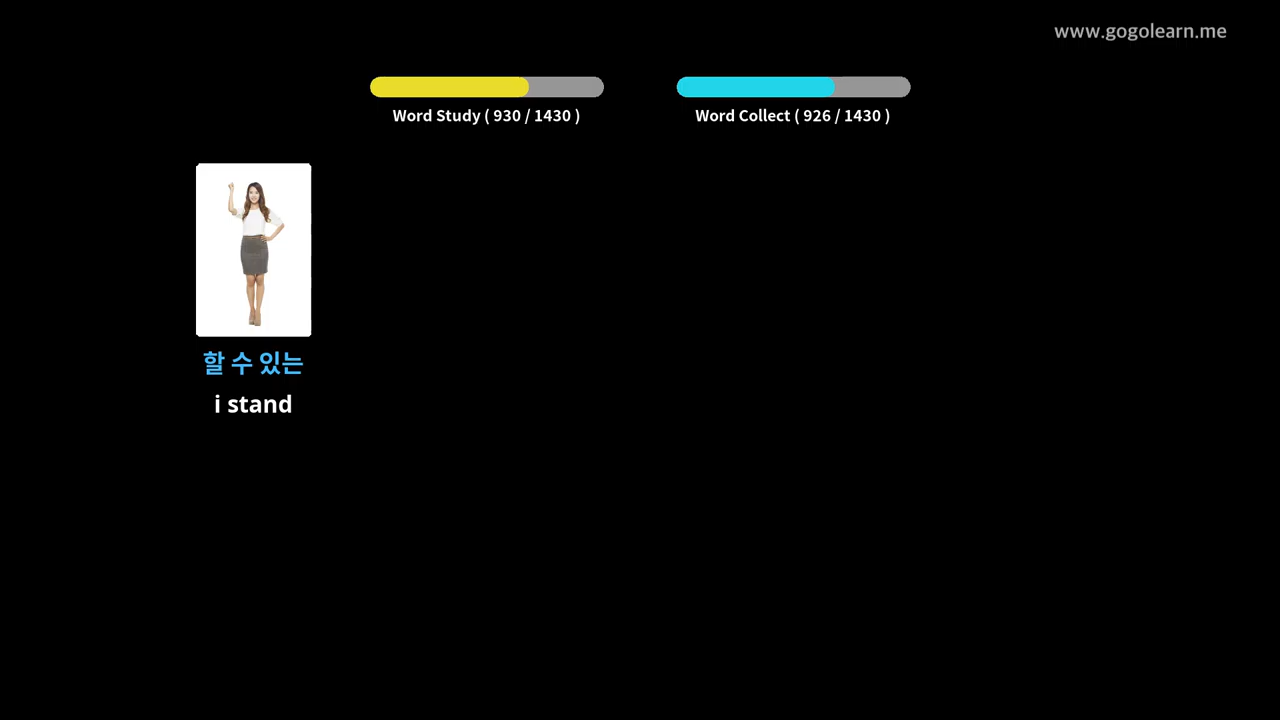 www.gogolearn.me
Word Study ( 930 / 1430 )
Word Collect ( 926 / 1430 )
할 수 있는
i stand